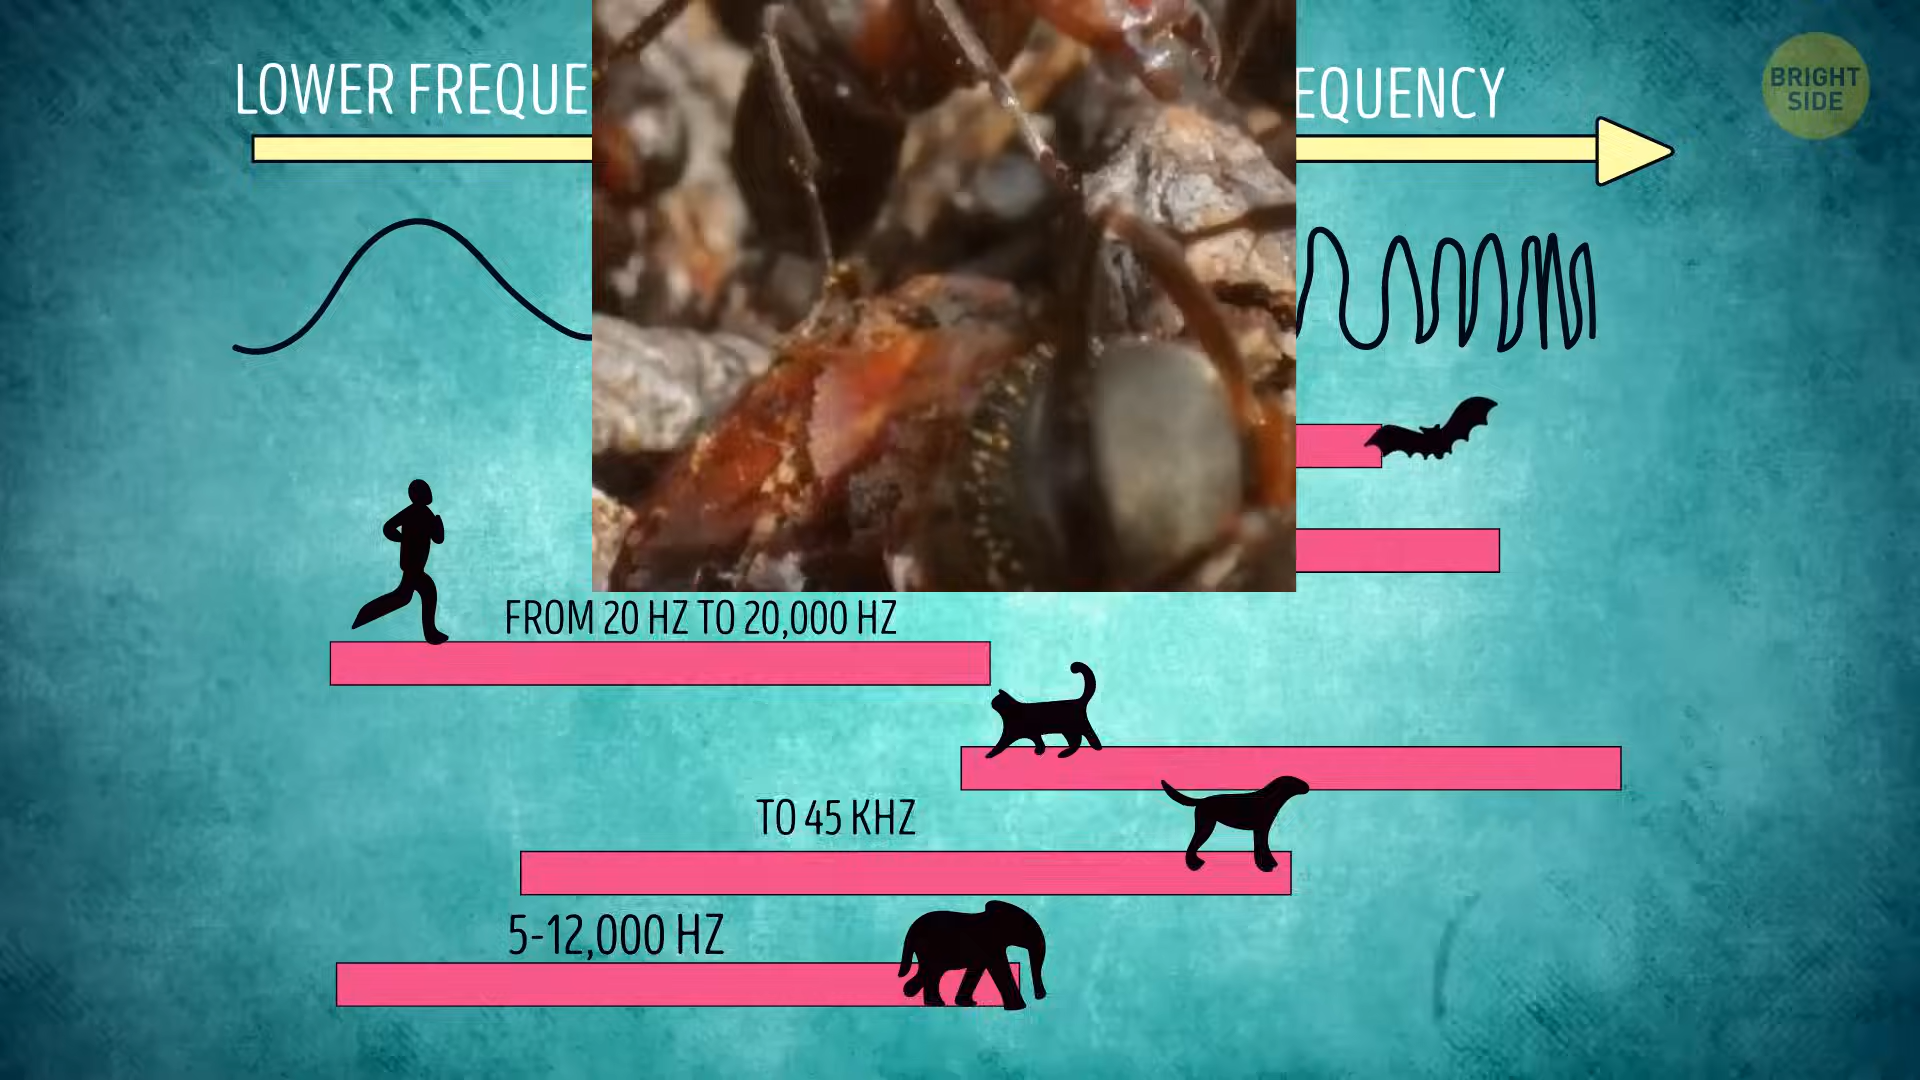 LOWER FREQUE
EQUENCY
BRIGHT
SIDE
FROM 20 HZ TO 20,000 HZ
TO 45 KHZ
5-12,000 HZ